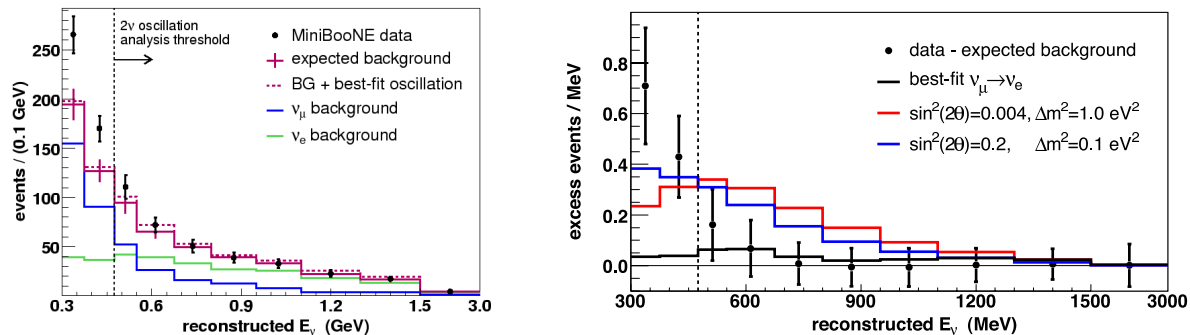 2ν oscillation
analysis threshold
MiniBooNE data
expected background
BG + best-fit oscillation
νμ background
νe background
events / (0.1 GeV)
250
200
150
100
50
0.3 0.6 0.9 1.2 1.5 3.0
reconstructed Eν (GeV)
data - expected background
best-fit νμ→νe
sin²(2θ)=0.004, Δm²=1.0 eV²
sin²(2θ)=0.2, Δm²=0.1 eV²
excess events / MeV
0.8
0.6
0.4
0.2
0.0
300 600 900 1200 1500 3000
reconstructed Eν (MeV)